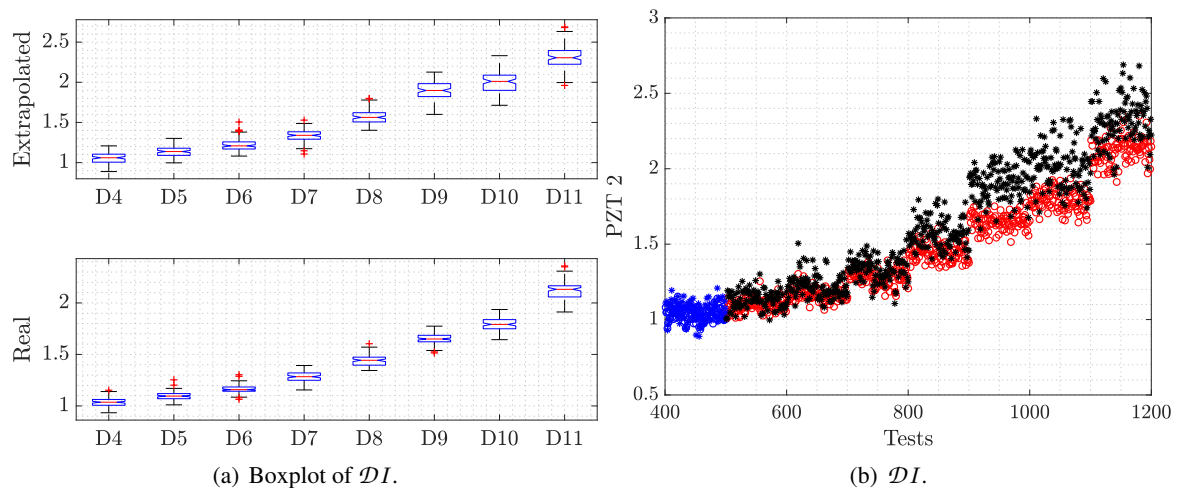 Extrapolated
2.5
2
1.5
1
D4 D5 D6 D7 D8 D9 D10 D11
Real
2
1.5
1
D4 D5 D6 D7 D8 D9 D10 D11
(a) Boxplot of DI.
PZT 2
3
2.5
2
1.5
1
0.5
400 600 800 1000 1200
Tests
(b) DI.